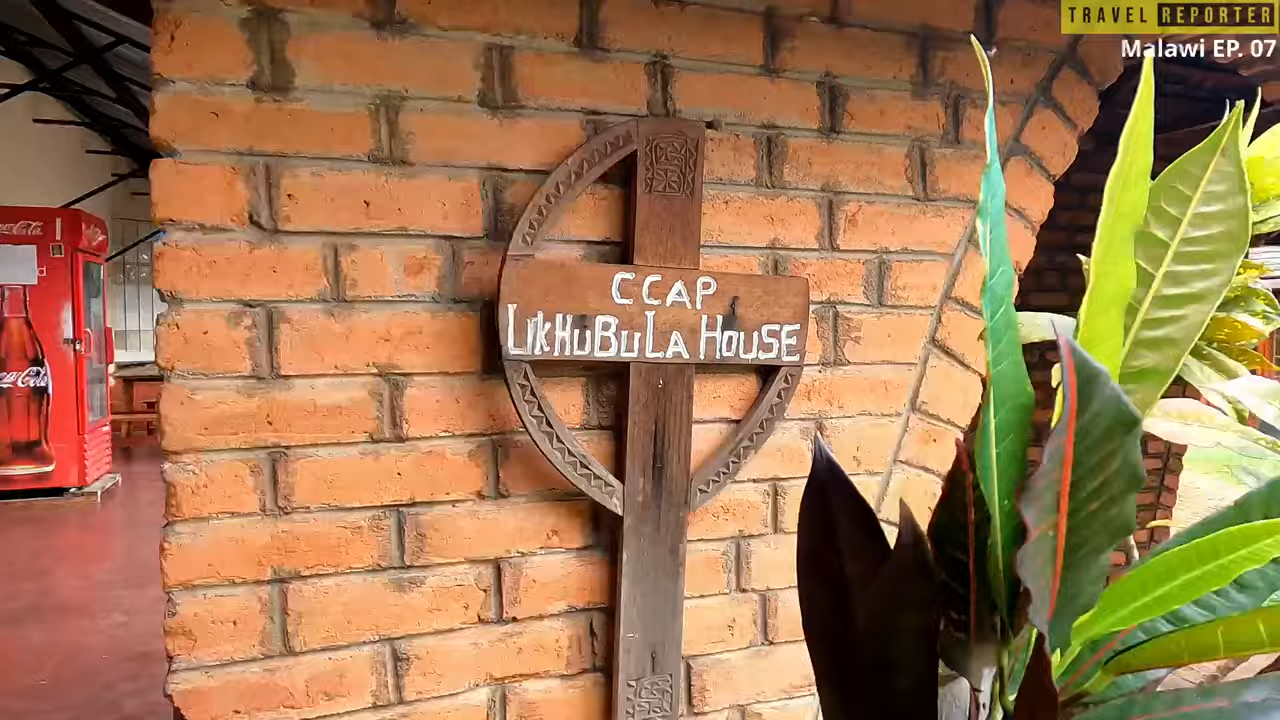 TRAVEL REPORTER
Malawi EP. 07
CCAP
LIKHUBULA HOUSE
Coca-Cola
Coca-Cola